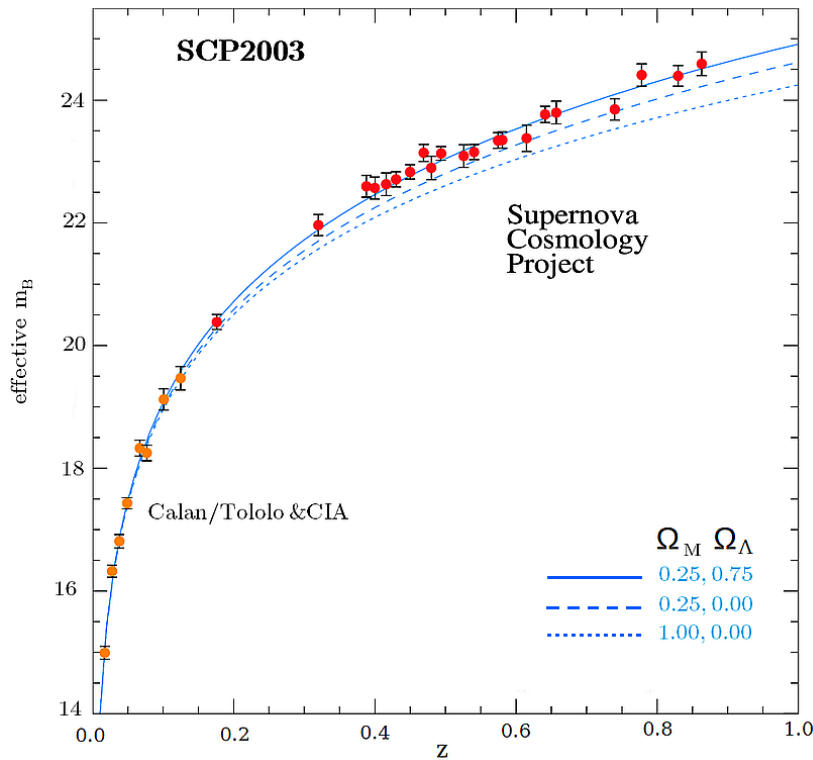 SCP2003
24
22
20
18
16
14
effective m_B
Supernova
Cosmology
Project
Calan/Tololo &CIA
Ω_M Ω_Λ
0.25, 0.75
0.25, 0.00
1.00, 0.00
0.0 0.2 0.4 0.6 0.8 1.0
z